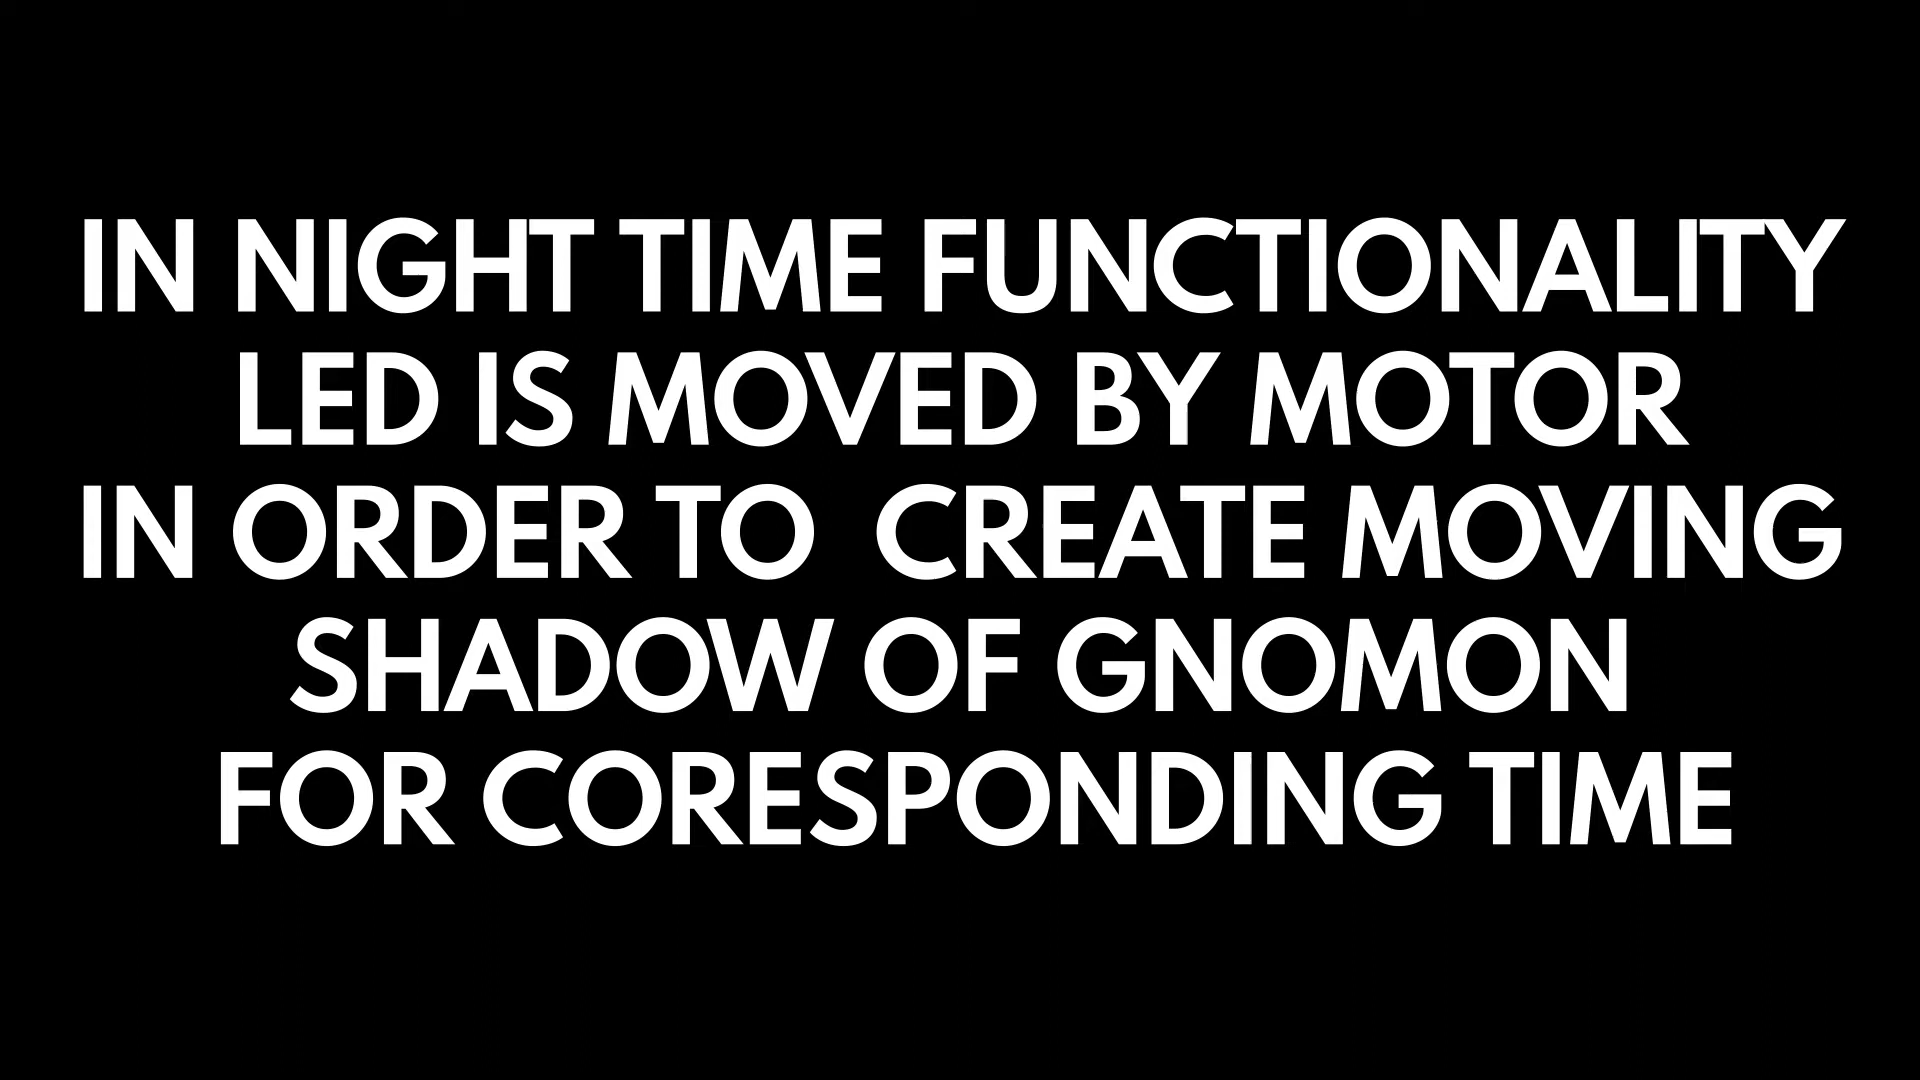 IN NIGHT TIME FUNCTIONALITY
LED IS MOVED BY MOTOR
IN ORDER TO  CREATE MOVING
SHADOW OF GNOMON
FOR CORESPONDING TIME